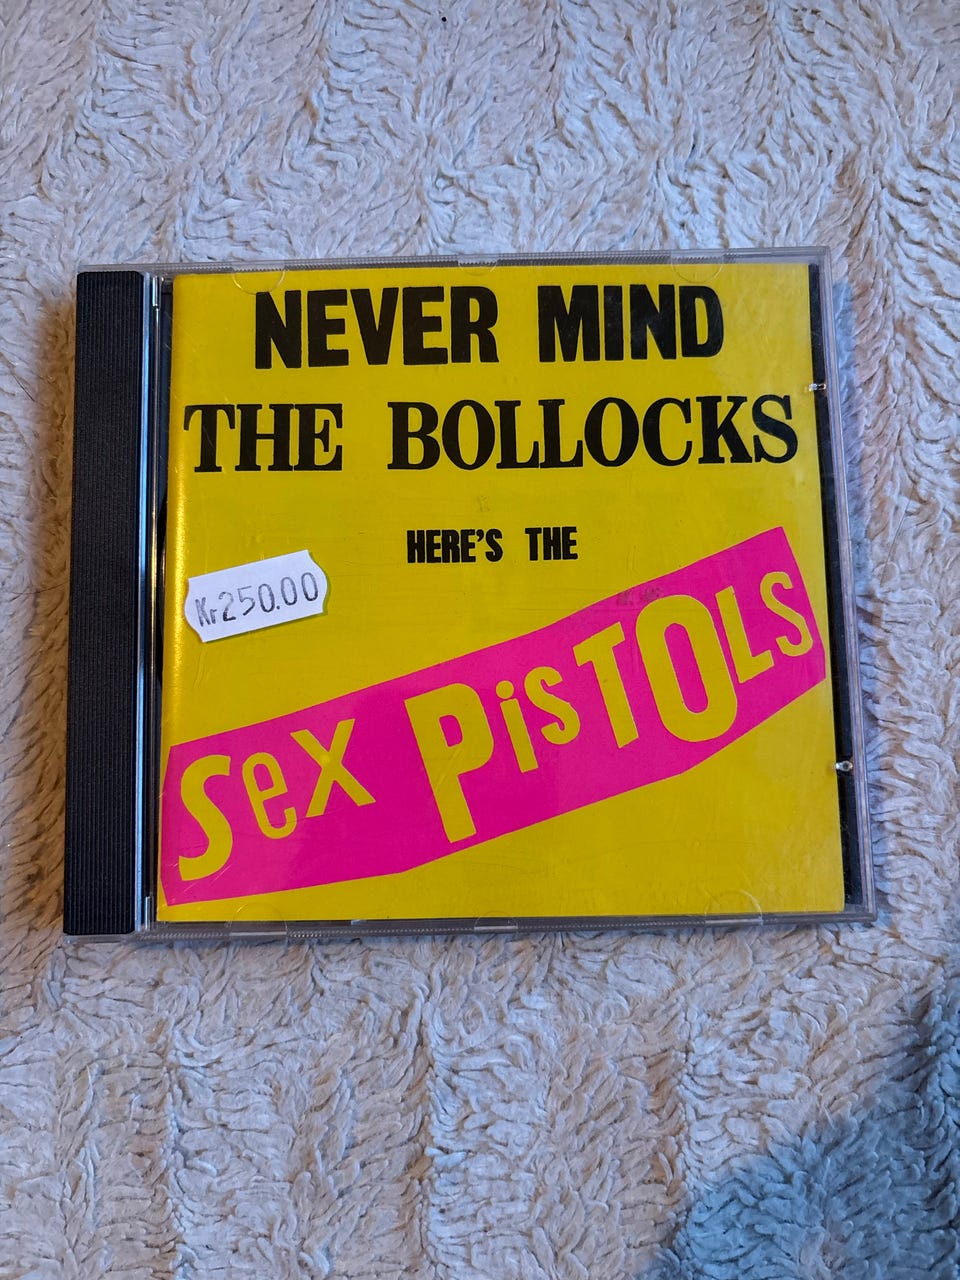 NEVER MIND
THE BOLLOCKS
HERE'S THE
Kr250.00
Sex PiSTOLS